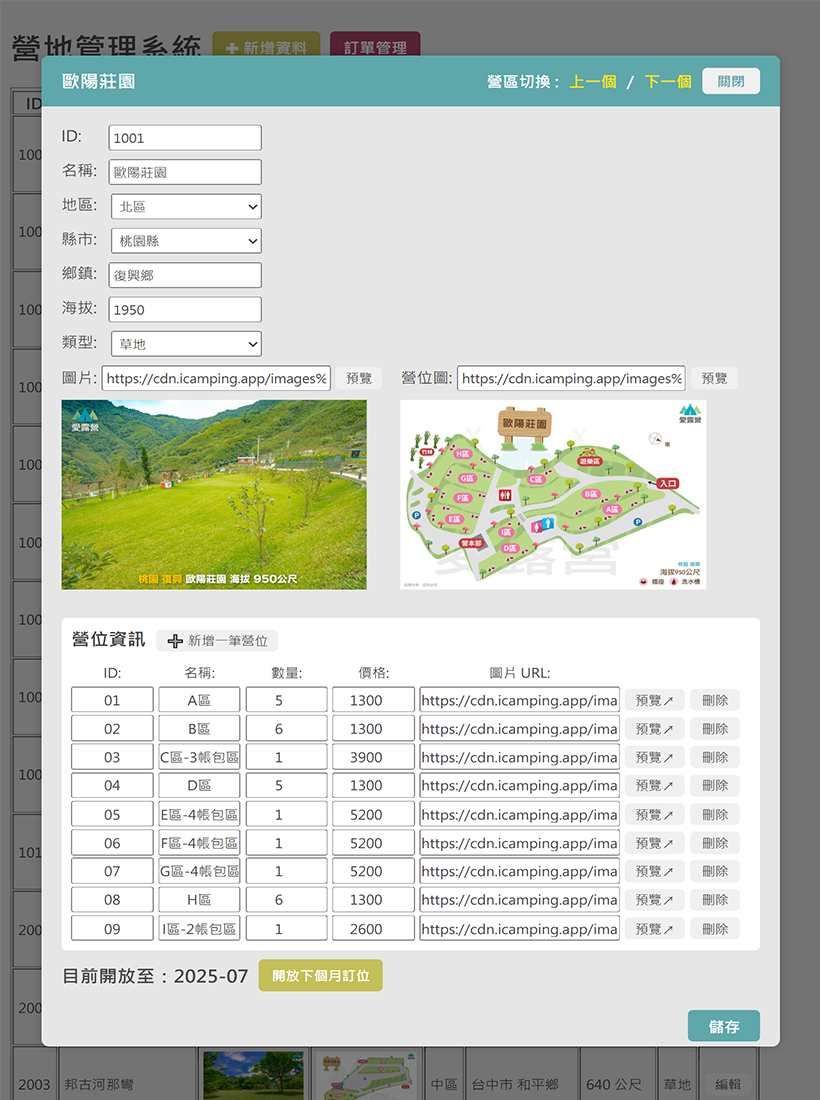 營地管理系統 新增資料 訂單管理
ID
歐陽莊園 營區切換： 上一個 / 下一個 關閉
ID: 1001
名稱: 歐陽莊園
地區: 北區
縣市: 桃園縣
鄉鎮: 復興鄉
海拔: 1950
類型: 草地
圖片: https://cdn.icamping.app/images% 預覽 營位圖: https://cdn.icamping.app/images% 預覽
愛露營
桃園 復興 歐陽莊園 海拔 950公尺
歐陽莊園
愛露營
竹林
H區
遊樂區
東
G區
C區
入口
F區
B區
A區
P
E區
P
I區
營本部
D區
愛露營
桃園 復興
海拔950公尺
插座 洗水槽
營位資訊 新增一筆營位
ID: 名稱: 數量: 價格: 圖片 URL:
01 A區 5 1300 https://cdn.icamping.app/ima 預覽↗ 刪除
02 B區 6 1300 https://cdn.icamping.app/ima 預覽↗ 刪除
03 C區-3帳包區 1 3900 https://cdn.icamping.app/ima 預覽↗ 刪除
04 D區 5 1300 https://cdn.icamping.app/ima 預覽↗ 刪除
05 E區-4帳包區 1 5200 https://cdn.icamping.app/ima 預覽↗ 刪除
06 F區-4帳包區 1 5200 https://cdn.icamping.app/ima 預覽↗ 刪除
07 G區-4帳包區 1 5200 https://cdn.icamping.app/ima 預覽↗ 刪除
08 H區 6 1300 https://cdn.icamping.app/ima 預覽↗ 刪除
09 I區-2帳包區 1 2600 https://cdn.icamping.app/ima 預覽↗ 刪除
目前開放至：2025-07 開放下個月訂位
儲存
100
100
100
100
100
100
100
100
100
101
200
200
2003 邦古河那彎 中區 台中市 和平鄉 640 公尺 草地 編輯